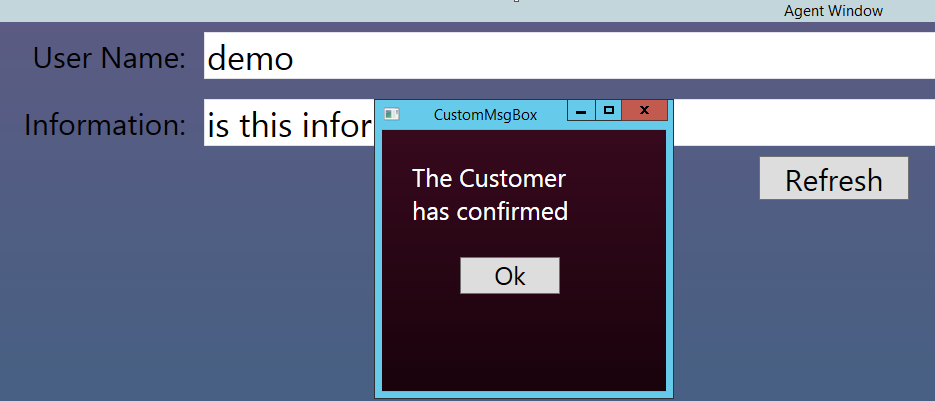 Agent Window
User Name: demo
Information: is this infor
CustomMsgBox
The Customer
has confirmed
Ok
Refresh